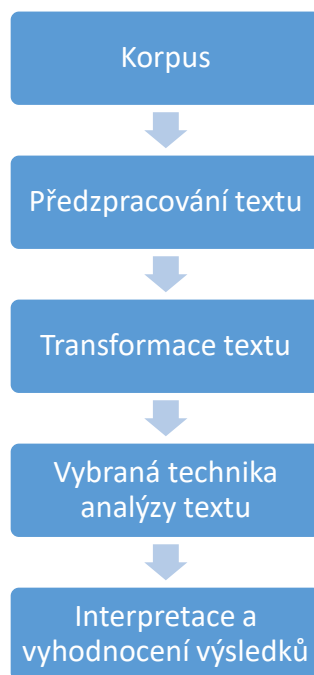 Korpus
Předzpracování textu
Transformace textu
Vybraná technika
analýzy textu
Interpretace a
vyhodnocení výsledků